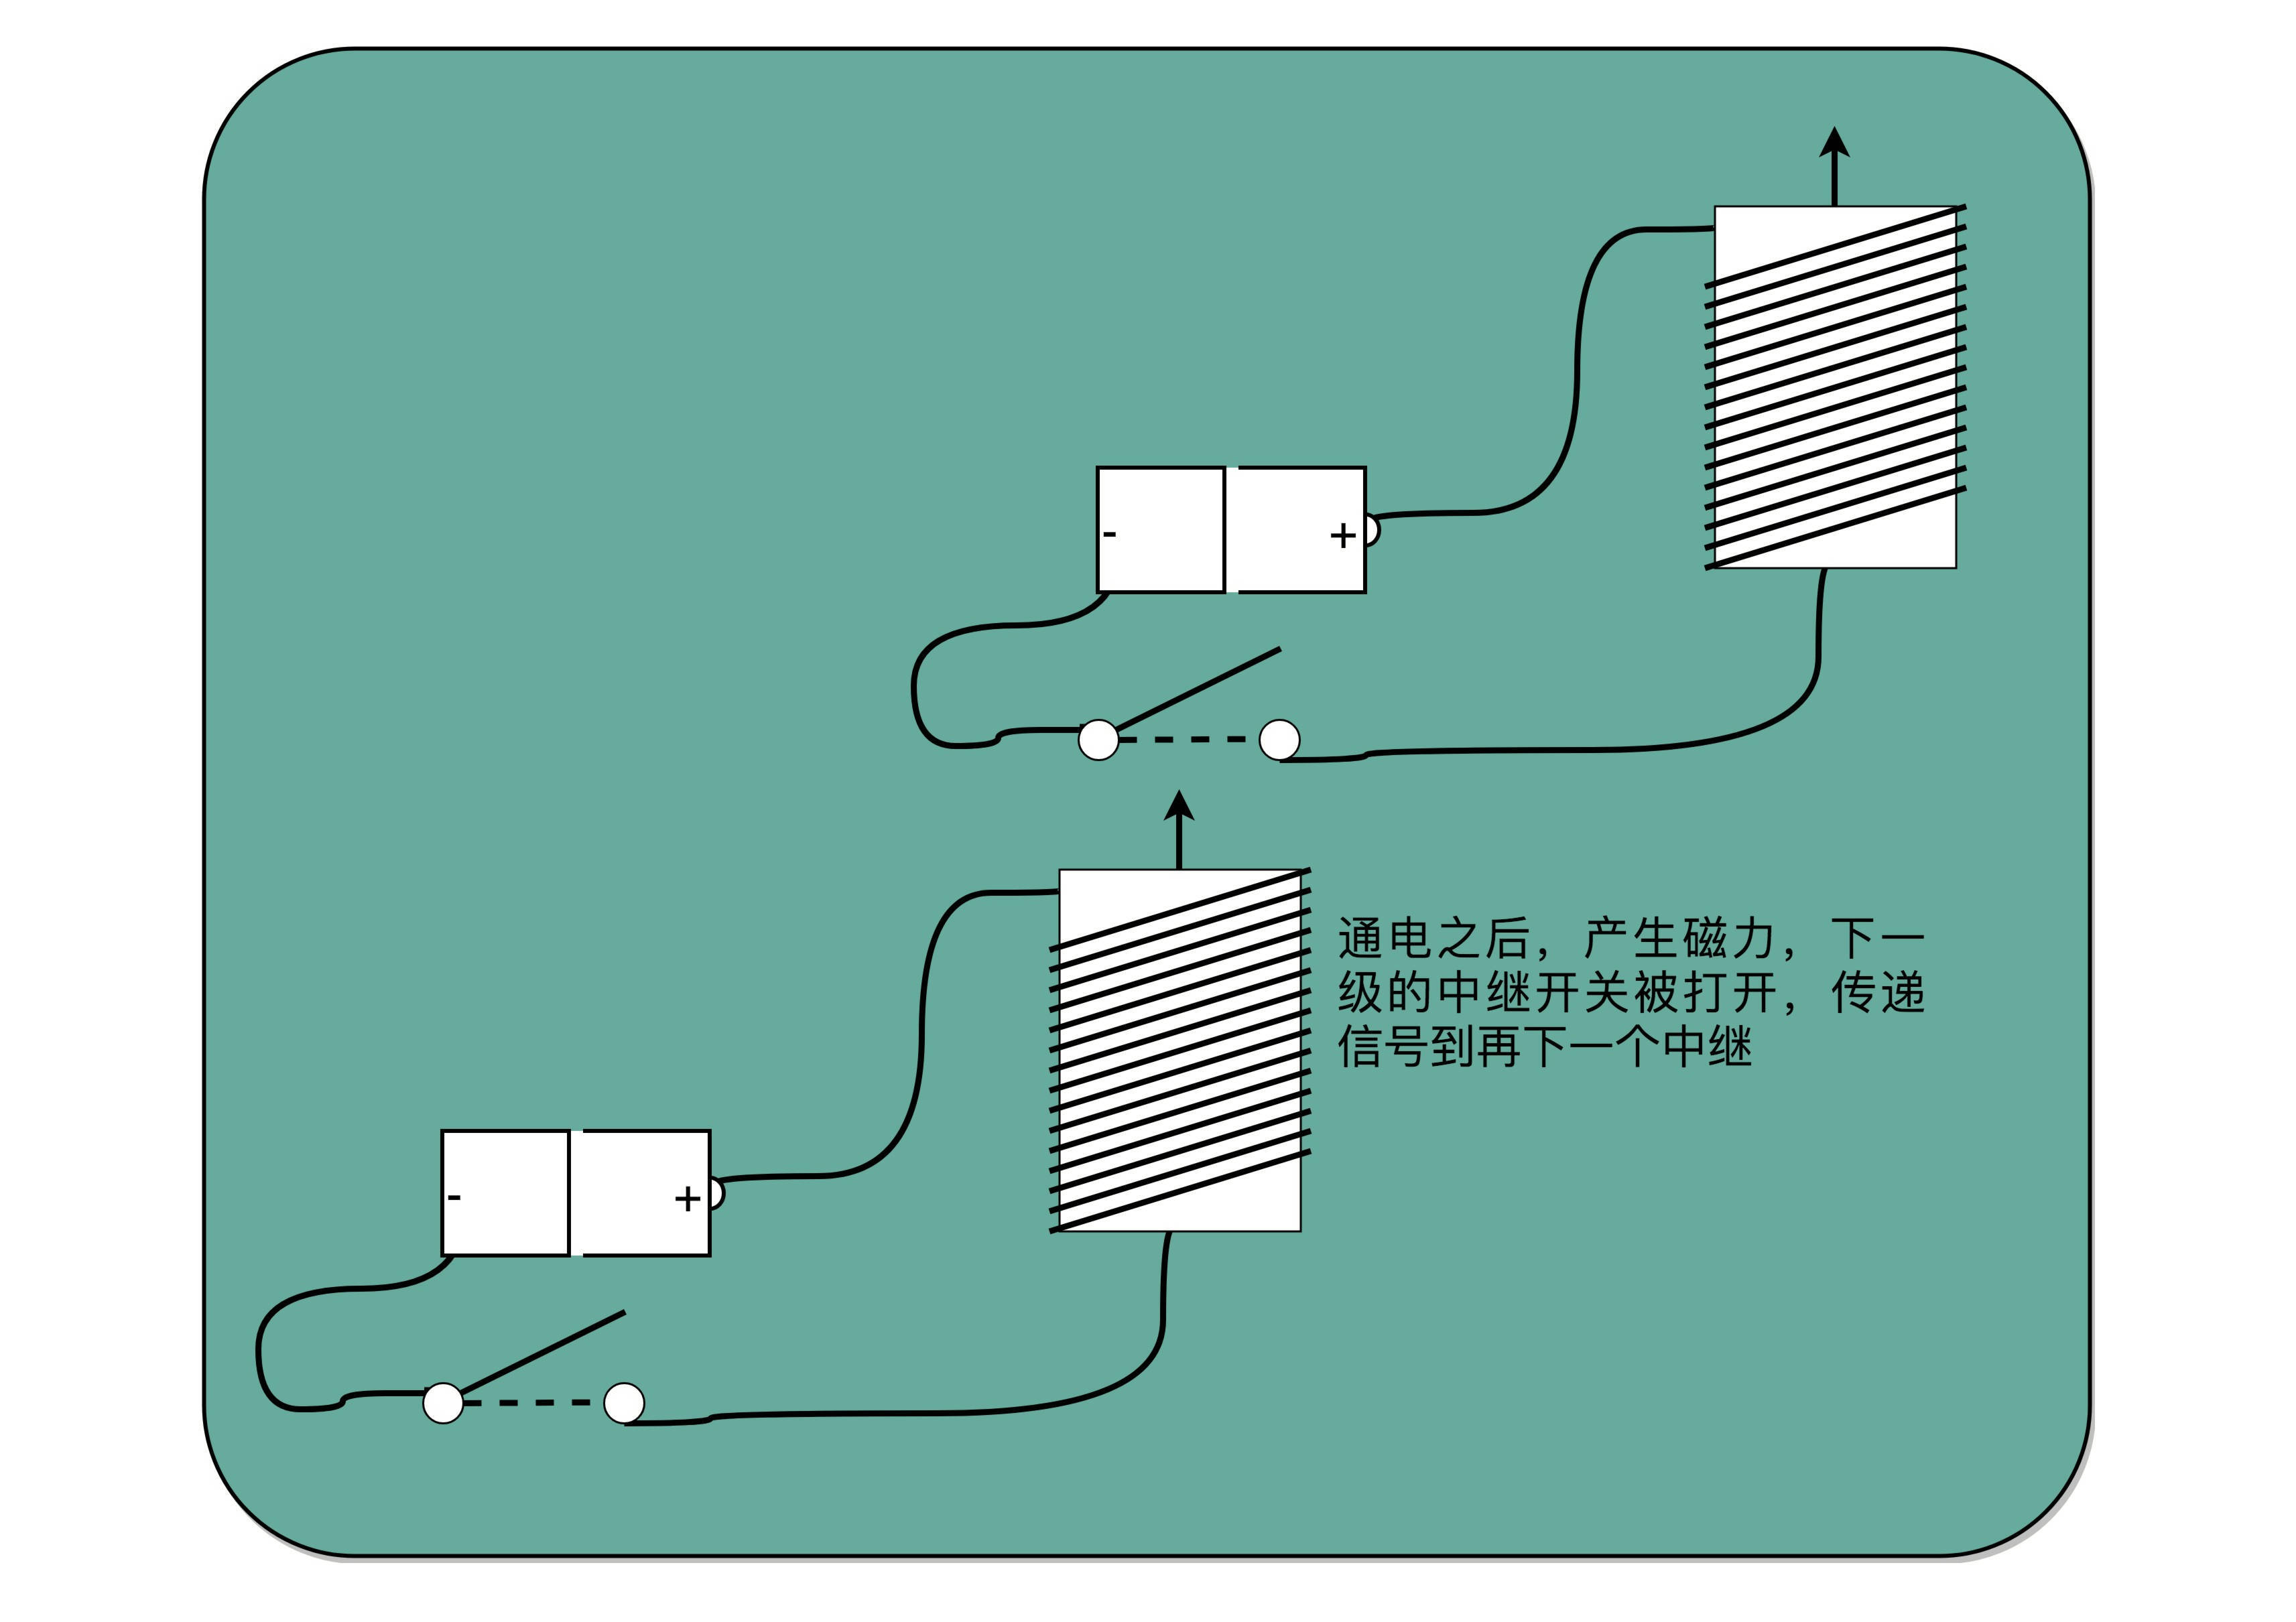 -
+
通电之后，产生磁力，下一
级的中继开关被打开，传递
信号到再下一个中继
-
+